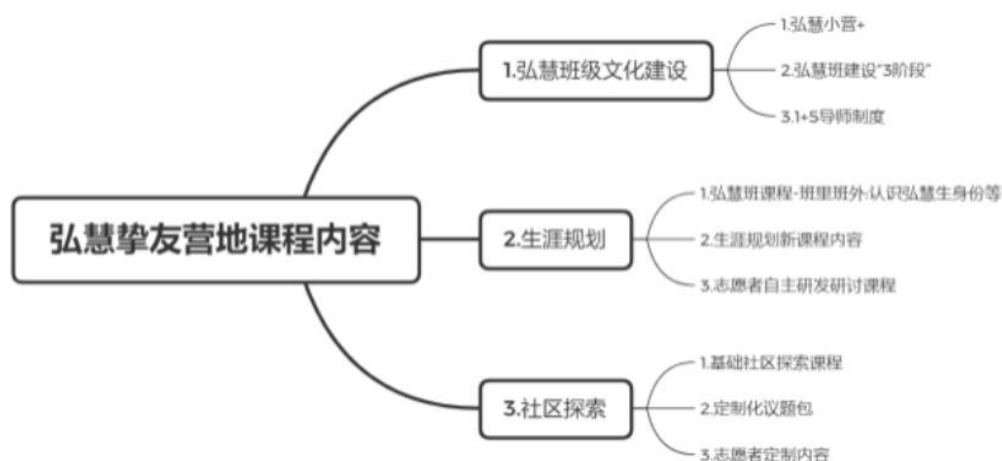 弘慧挚友营地课程内容
1.弘慧班级文化建设
1.弘慧小营+
2.弘慧班建设"3阶段"
3.1+5导师制度
2.生涯规划
1.弘慧班课程-班里班外:认识弘慧生身份等
2.生涯规划新课程内容
3.志愿者自主研发研讨课程
3.社区探索
1.基础社区探索课程
2.定制化议题包
3.志愿者定制内容